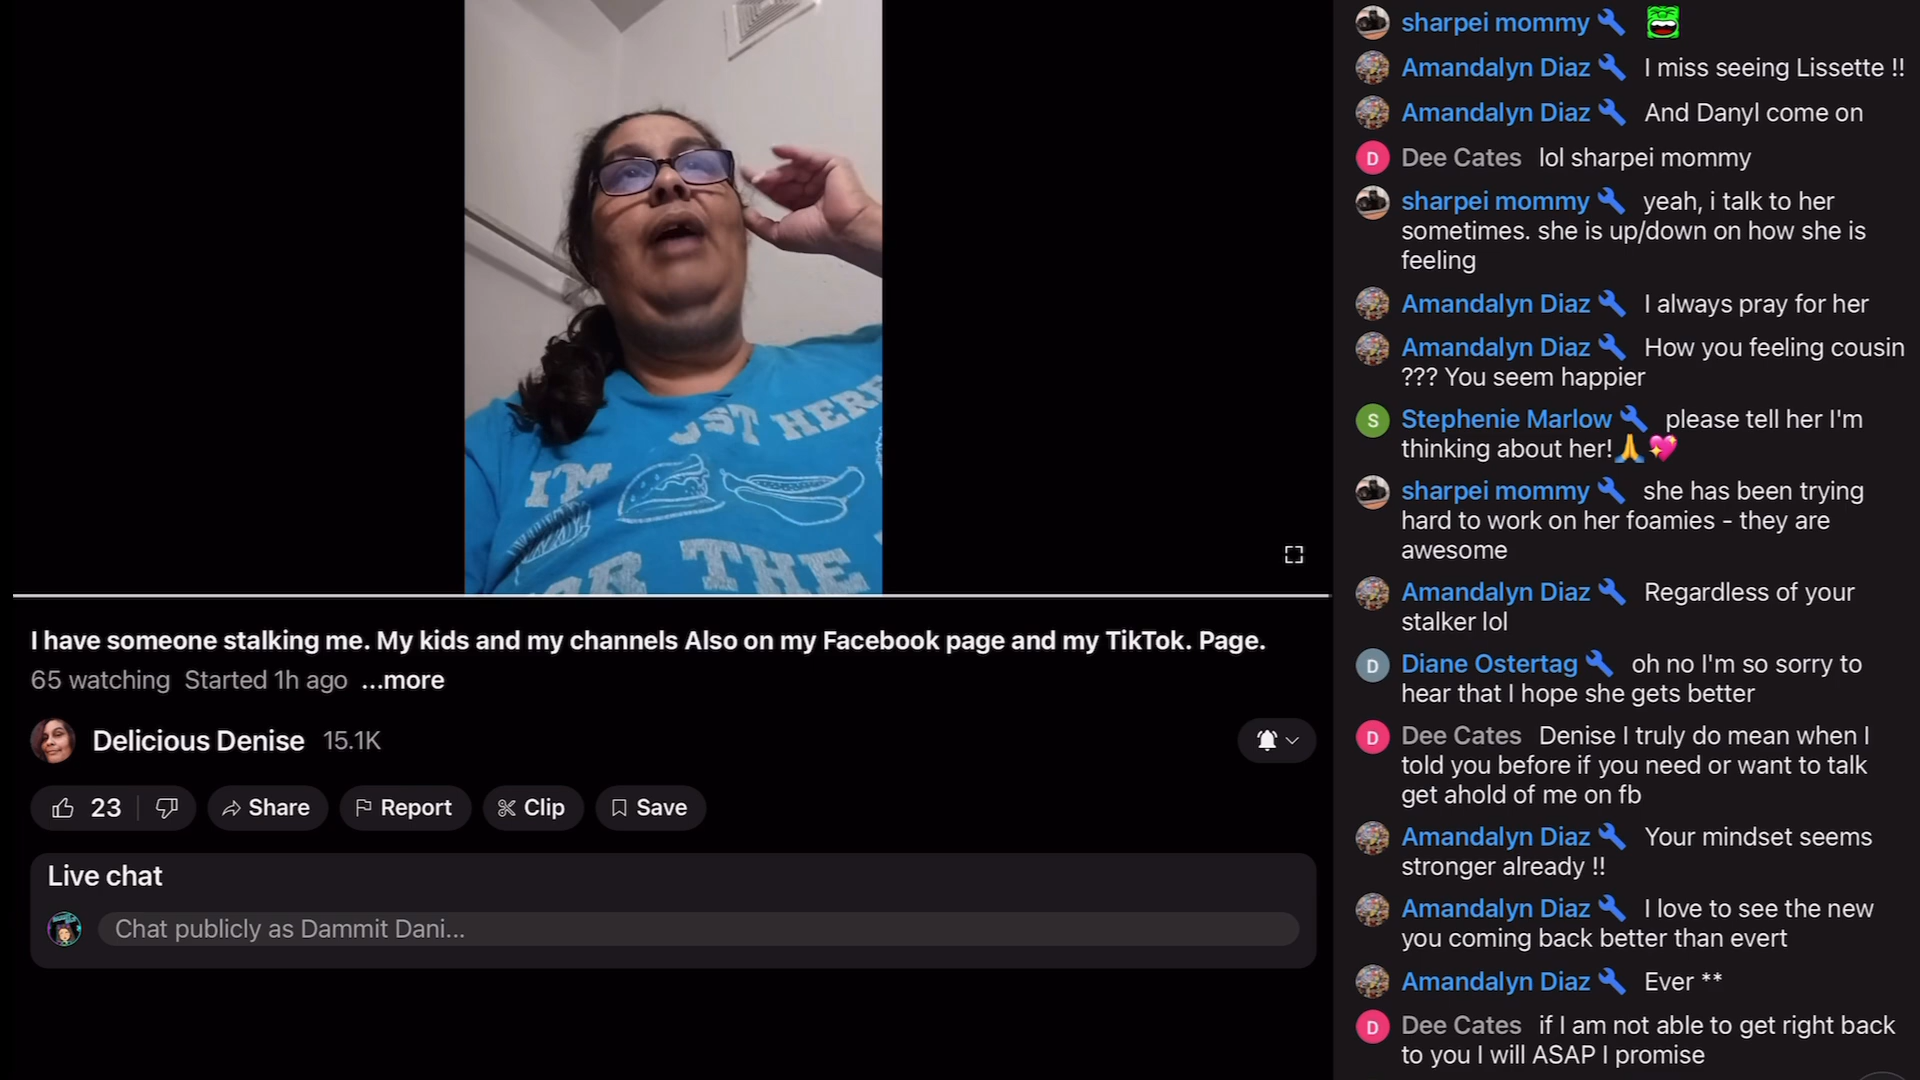 I'M
JUST HERE
FOR THE
I have someone stalking me. My kids and my channels Also on my Facebook page and my TikTok. Page.
65 watching Started 1h ago ...more
Delicious Denise 15.1K
23 Share Report Clip Save
Live chat
Chat publicly as Dammit Dani...
sharpei mommy
Amandalyn Diaz I miss seeing Lissette !!
Amandalyn Diaz And Danyl come on
D Dee Cates lol sharpei mommy
sharpei mommy yeah, i talk to her
sometimes. she is up/down on how she is
feeling
Amandalyn Diaz I always pray for her
Amandalyn Diaz How you feeling cousin
??? You seem happier
S Stephenie Marlow please tell her I'm
thinking about her!🙏💖
sharpei mommy she has been trying
hard to work on her foamies - they are
awesome
Amandalyn Diaz Regardless of your
stalker lol
D Diane Ostertag oh no I'm so sorry to
hear that I hope she gets better
D Dee Cates Denise I truly do mean when I
told you before if you need or want to talk
get ahold of me on fb
Amandalyn Diaz Your mindset seems
stronger already !!
Amandalyn Diaz I love to see the new
you coming back better than evert
Amandalyn Diaz Ever **
D Dee Cates if I am not able to get right back
to you I will ASAP I promise